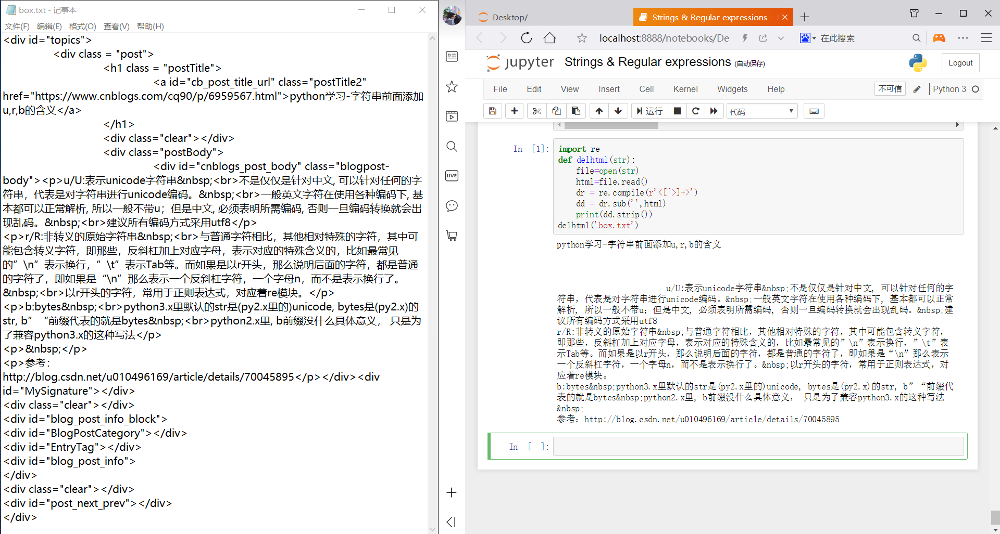 box.txt - 记事本
文件(F) 编辑(E) 格式(O) 查看(V) 帮助(H)
<div id="topics">
<div class = "post">
<h1 class = "postTitle">
<a id="cb_post_title_url" class="postTitle2"
href="https://www.cnblogs.com/cq90/p/6959567.html">python学习-字符串前面添加
u,r,b的含义</a>
</h1>
<div class="clear"></div>
<div class="postBody">
<div id="cnblogs_post_body" class="blogpost-
body"><p>u/U:表示unicode字符串&nbsp;<br>不是仅仅是针对中文, 可以针对任何的字
符串，代表是对字符串进行unicode编码。&nbsp;<br>一般英文字符在使用各种编码下, 基
本都可以正常解析, 所以一般不带u；但是中文, 必须表明所需编码, 否则一旦编码转换就会出
现乱码。&nbsp;<br>建议所有编码方式采用utf8</p>
<p>r/R:非转义的原始字符串&nbsp;<br>与普通字符相比，其他相对特殊的字符，其中可
能包含转义字符，即那些，反斜杠加上对应字母，表示对应的特殊含义的，比如最常见
的”\n”表示换行，”\t”表示Tab等。而如果是以r开头，那么说明后面的字符，都是普通
的字符了，即如果是“\n”那么表示一个反斜杠字符，一个字母n，而不是表示换行了。
&nbsp;<br>以r开头的字符，常用于正则表达式，对应着re模块。</p>
<p>b:bytes&nbsp;<br>python3.x里默认的str是(py2.x里的)unicode, bytes是(py2.x)的
str, b”“前缀代表的就是bytes&nbsp;<br>python2.x里, b前缀没什么具体意义， 只是为
了兼容python3.x的这种写法</p>
<p>&nbsp;</p>
<p>参考：
http://blog.csdn.net/u010496169/article/details/70045895</p></div><div
id="MySignature"></div>
<div class="clear"></div>
<div id="blog_post_info_block">
<div id="BlogPostCategory"></div>
<div id="EntryTag"></div>
<div id="blog_post_info">
</div>
<div class="clear"></div>
<div id="post_next_prev"></div>
</div>
LIVE
Desktop/
Strings & Regular expressions - J
localhost:8888/notebooks/De
在此搜索
jupyter Strings & Regular expressions (自动保存)
Logout
File Edit View Insert Cell Kernel Widgets Help
不可信
Python 3
运行
代码
In [1]:
import re
def delhtml(str):
    file=open(str)
    html=file.read()
    dr = re.compile(r'<[^>]+>')
    dd = dr.sub('',html)
    print(dd.strip())
delhtml('box.txt')
python学习-字符串前面添加u,r,b的含义
u/U:表示unicode字符串&nbsp;不是仅仅是针对中文, 可以针对任何的字
符串，代表是对字符串进行unicode编码。&nbsp;一般英文字符在使用各种编码下, 基本都可以正常
解析, 所以一般不带u；但是中文, 必须表明所需编码, 否则一旦编码转换就会出现乱码。&nbsp;建
议所有编码方式采用utf8
r/R:非转义的原始字符串&nbsp;与普通字符相比，其他相对特殊的字符，其中可能包含转义字符，
即那些，反斜杠加上对应字母，表示对应的特殊含义的，比如最常见的”\n”表示换行，”\t”表
示Tab等。而如果是以r开头，那么说明后面的字符，都是普通的字符了，即如果是“\n”那么表示
一个反斜杠字符，一个字母n，而不是表示换行了。&nbsp;以r开头的字符，常用于正则表达式，对
应着re模块。
b:bytes&nbsp;python3.x里默认的str是(py2.x里的)unicode, bytes是(py2.x)的str, b”“前缀代
表的就是bytes&nbsp;python2.x里, b前缀没什么具体意义， 只是为了兼容python3.x的这种写法
&nbsp;
参考：http://blog.csdn.net/u010496169/article/details/70045895
In [ ]: